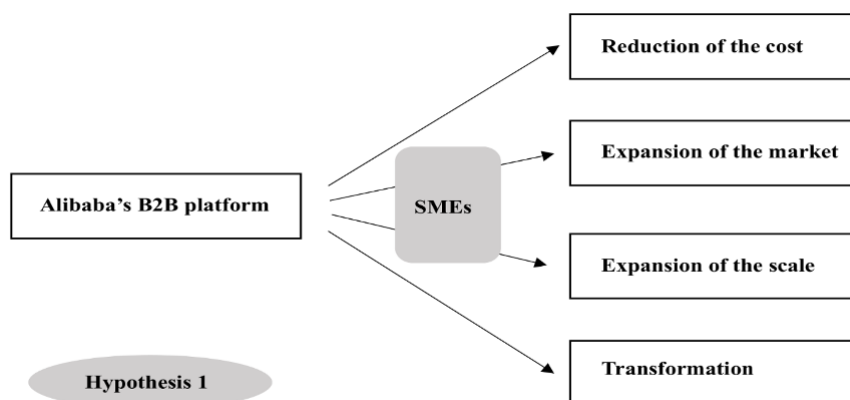 Reduction of the cost
Expansion of the market
Alibaba’s B2B platform
SMEs
Expansion of the scale
Transformation
Hypothesis 1